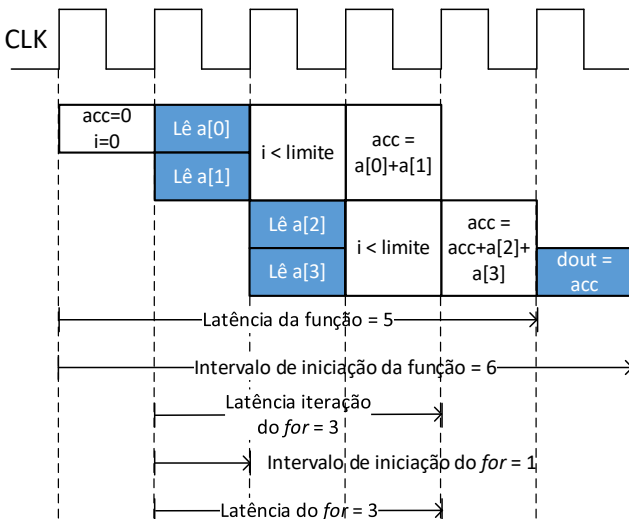 CLK
acc=0
i=0
Lê a[0]
Lê a[1]
i < limite
acc =
a[0]+a[1]
Lê a[2]
Lê a[3]
i < limite
acc =
acc+a[2]+
a[3]
dout =
acc
Latência da função = 5
Intervalo de iniciação da função = 6
Latência iteração
do for = 3
Intervalo de iniciação do for = 1
Latência do for = 3